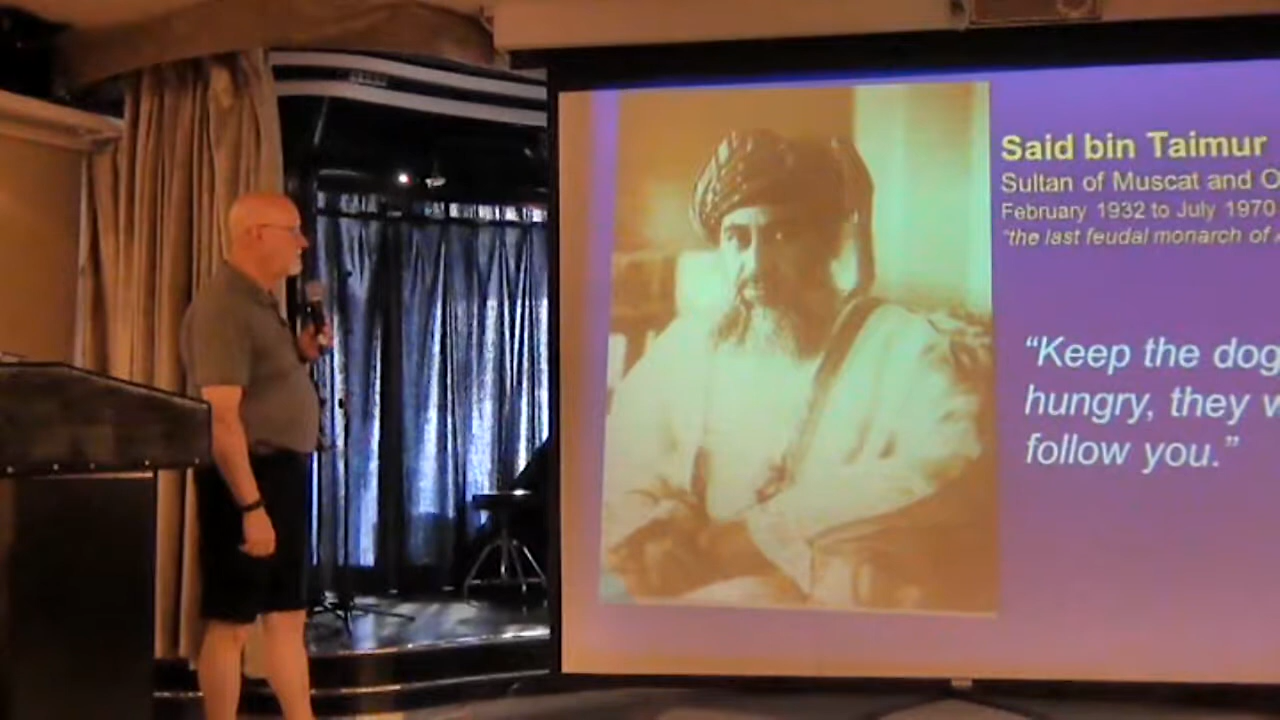 Said bin Taimur
Sultan of Muscat and O
February 1932 to July 1970
"the last feudal monarch of
“Keep the dog
hungry, they w
follow you.”